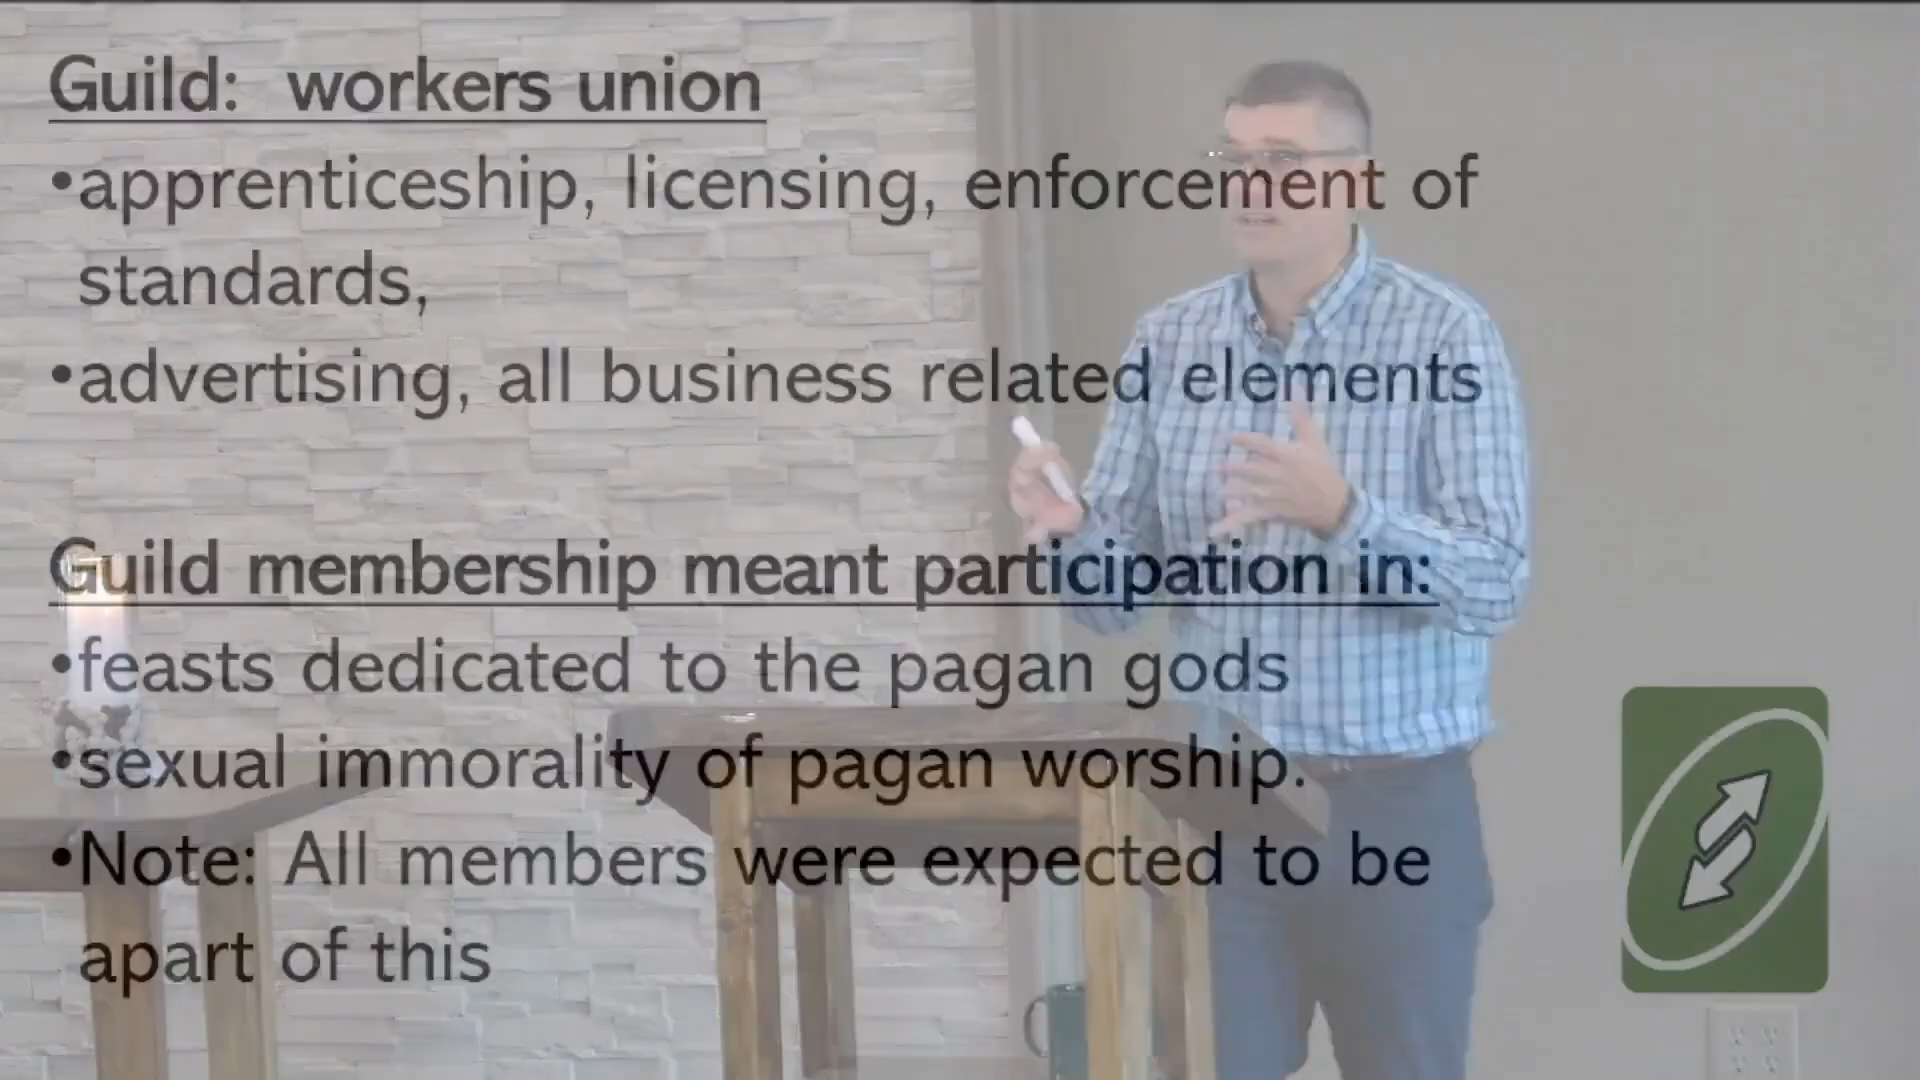 Guild:  workers union
•apprenticeship, licensing, enforcement of
standards,
•advertising, all business related elements
Guild membership meant participation in:
•feasts dedicated to the pagan gods
•sexual immorality of pagan worship.
•Note: All members were expected to be
apart of this